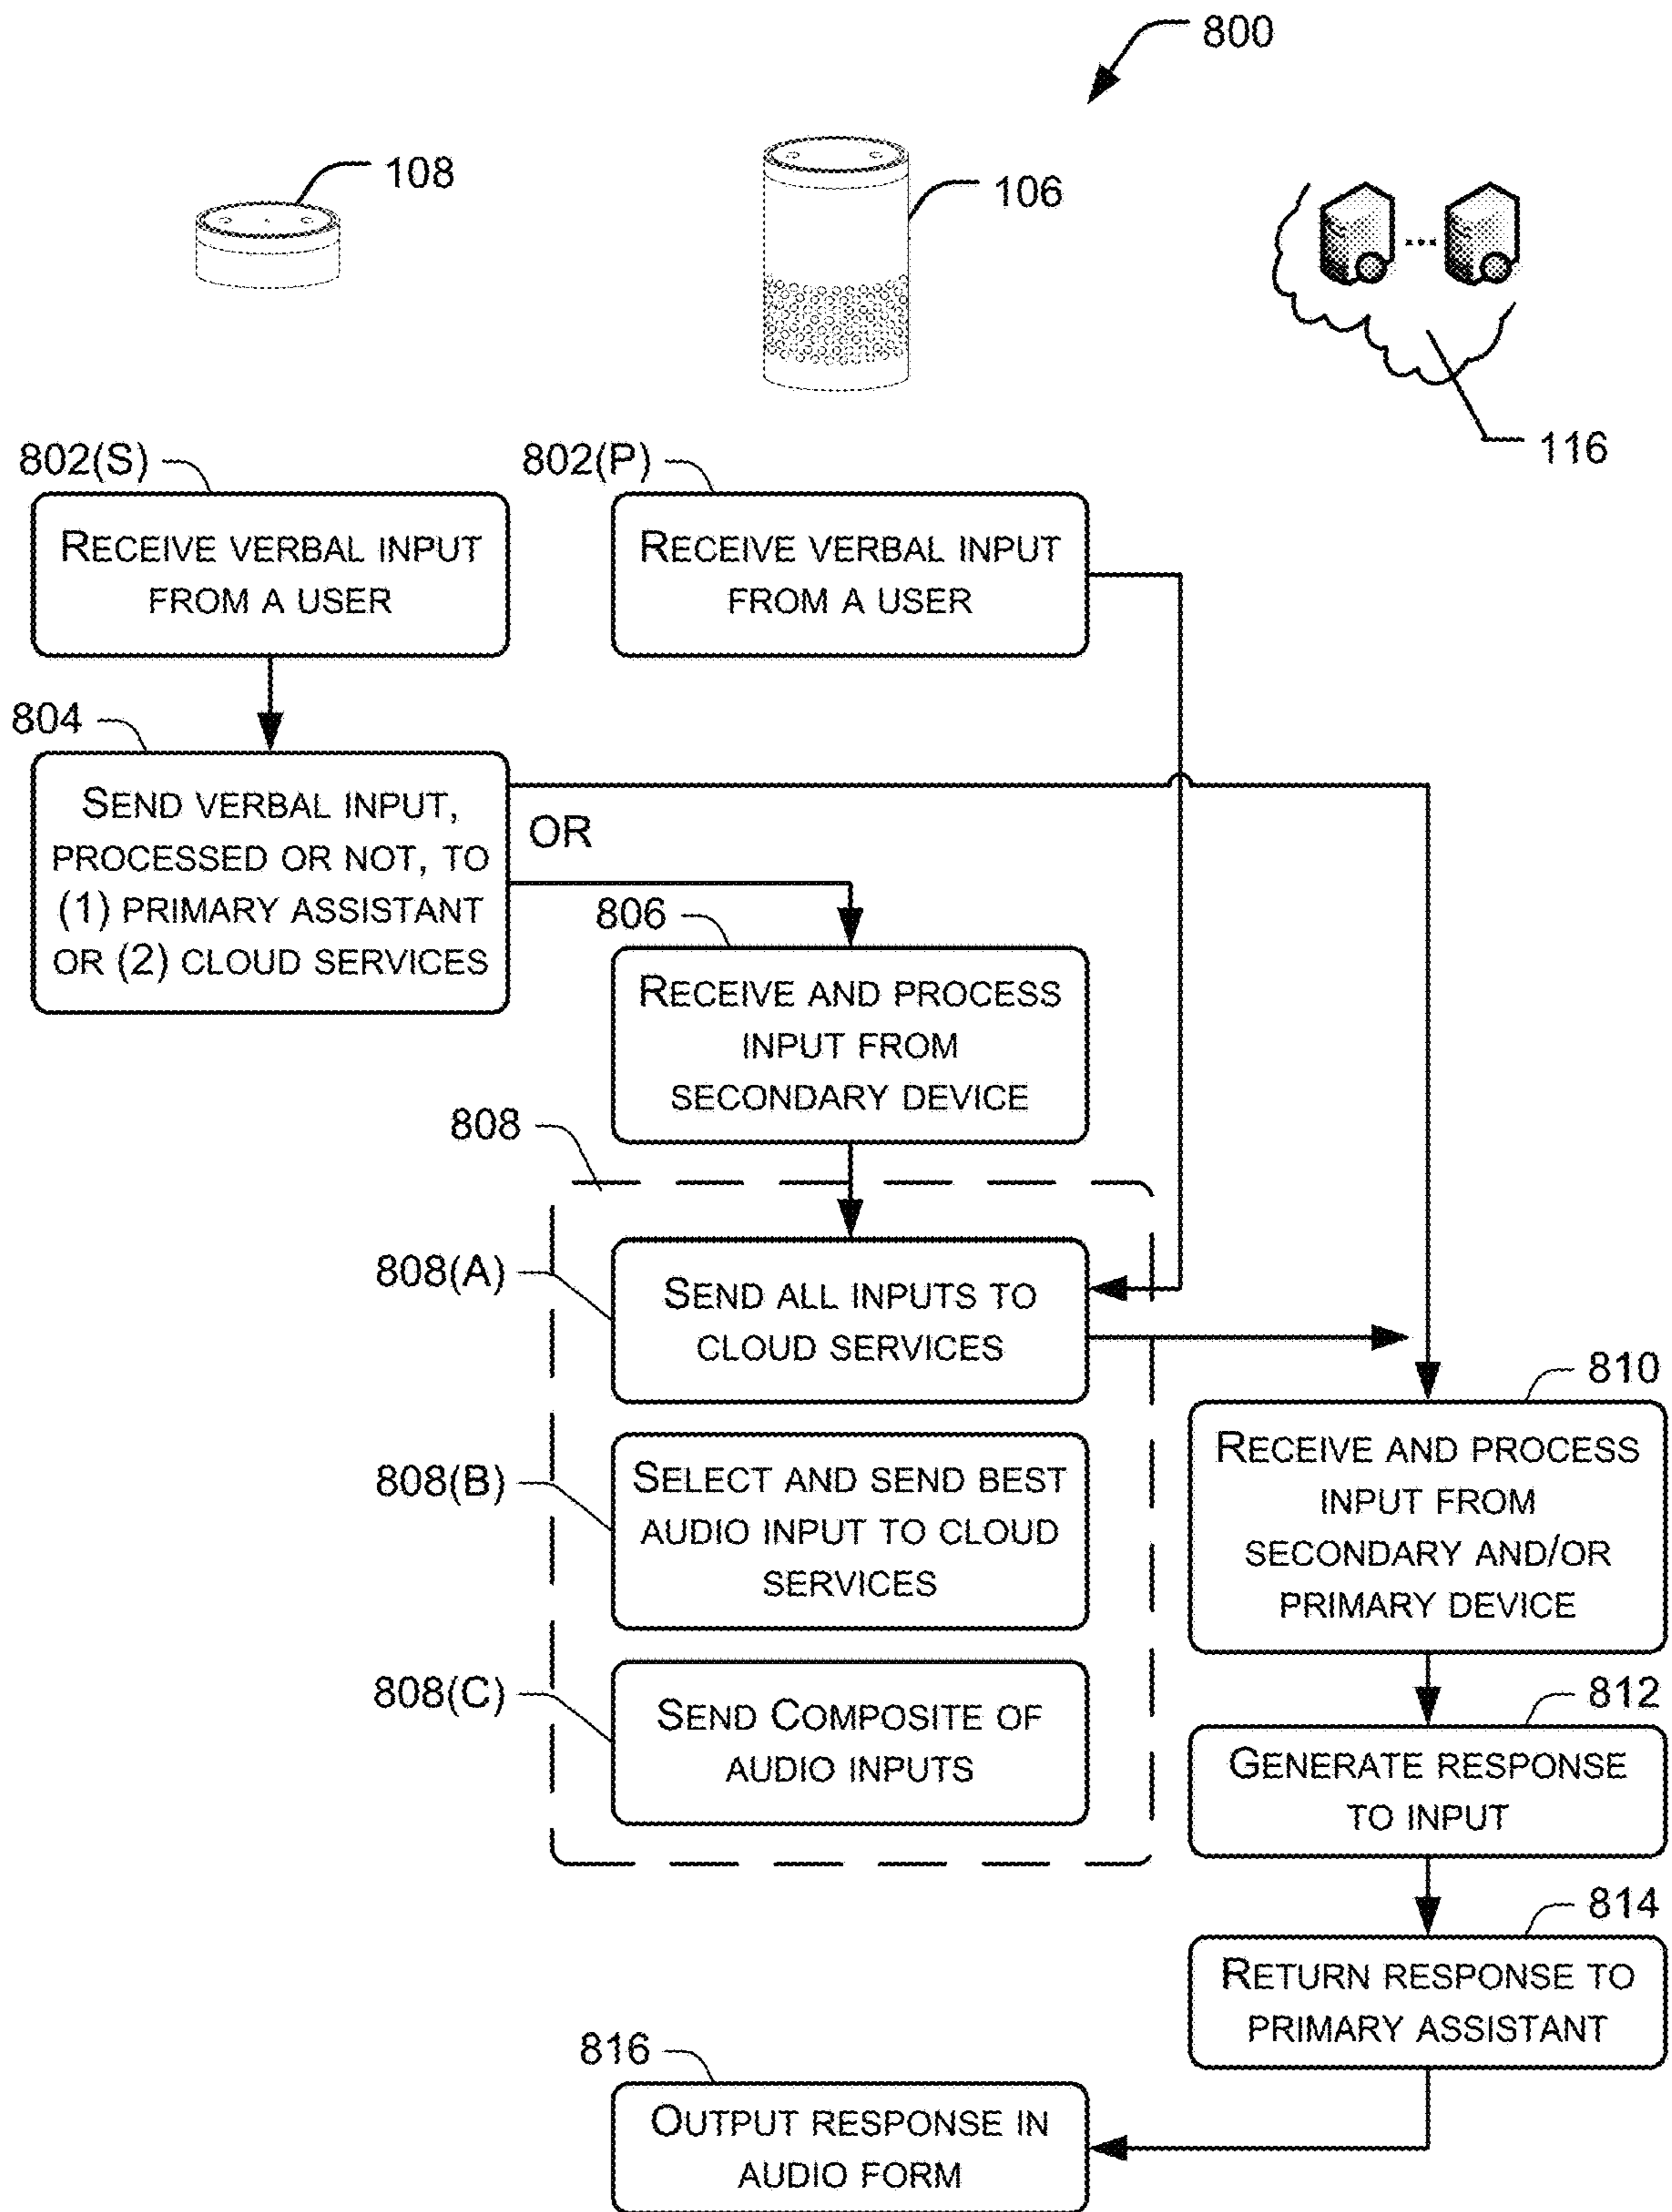 800
108
106
116
802(S)
RECEIVE VERBAL INPUT
FROM A USER
802(P)
RECEIVE VERBAL INPUT
FROM A USER
804
SEND VERBAL INPUT,
PROCESSED OR NOT, TO
(1) PRIMARY ASSISTANT
OR (2) CLOUD SERVICES
OR
806
RECEIVE AND PROCESS
INPUT FROM
SECONDARY DEVICE
808
808(A)
SEND ALL INPUTS TO
CLOUD SERVICES
808(B)
SELECT AND SEND BEST
AUDIO INPUT TO CLOUD
SERVICES
808(C)
SEND COMPOSITE OF
AUDIO INPUTS
810
RECEIVE AND PROCESS
INPUT FROM
SECONDARY AND/OR
PRIMARY DEVICE
812
GENERATE RESPONSE
TO INPUT
814
RETURN RESPONSE TO
PRIMARY ASSISTANT
816
OUTPUT RESPONSE IN
AUDIO FORM